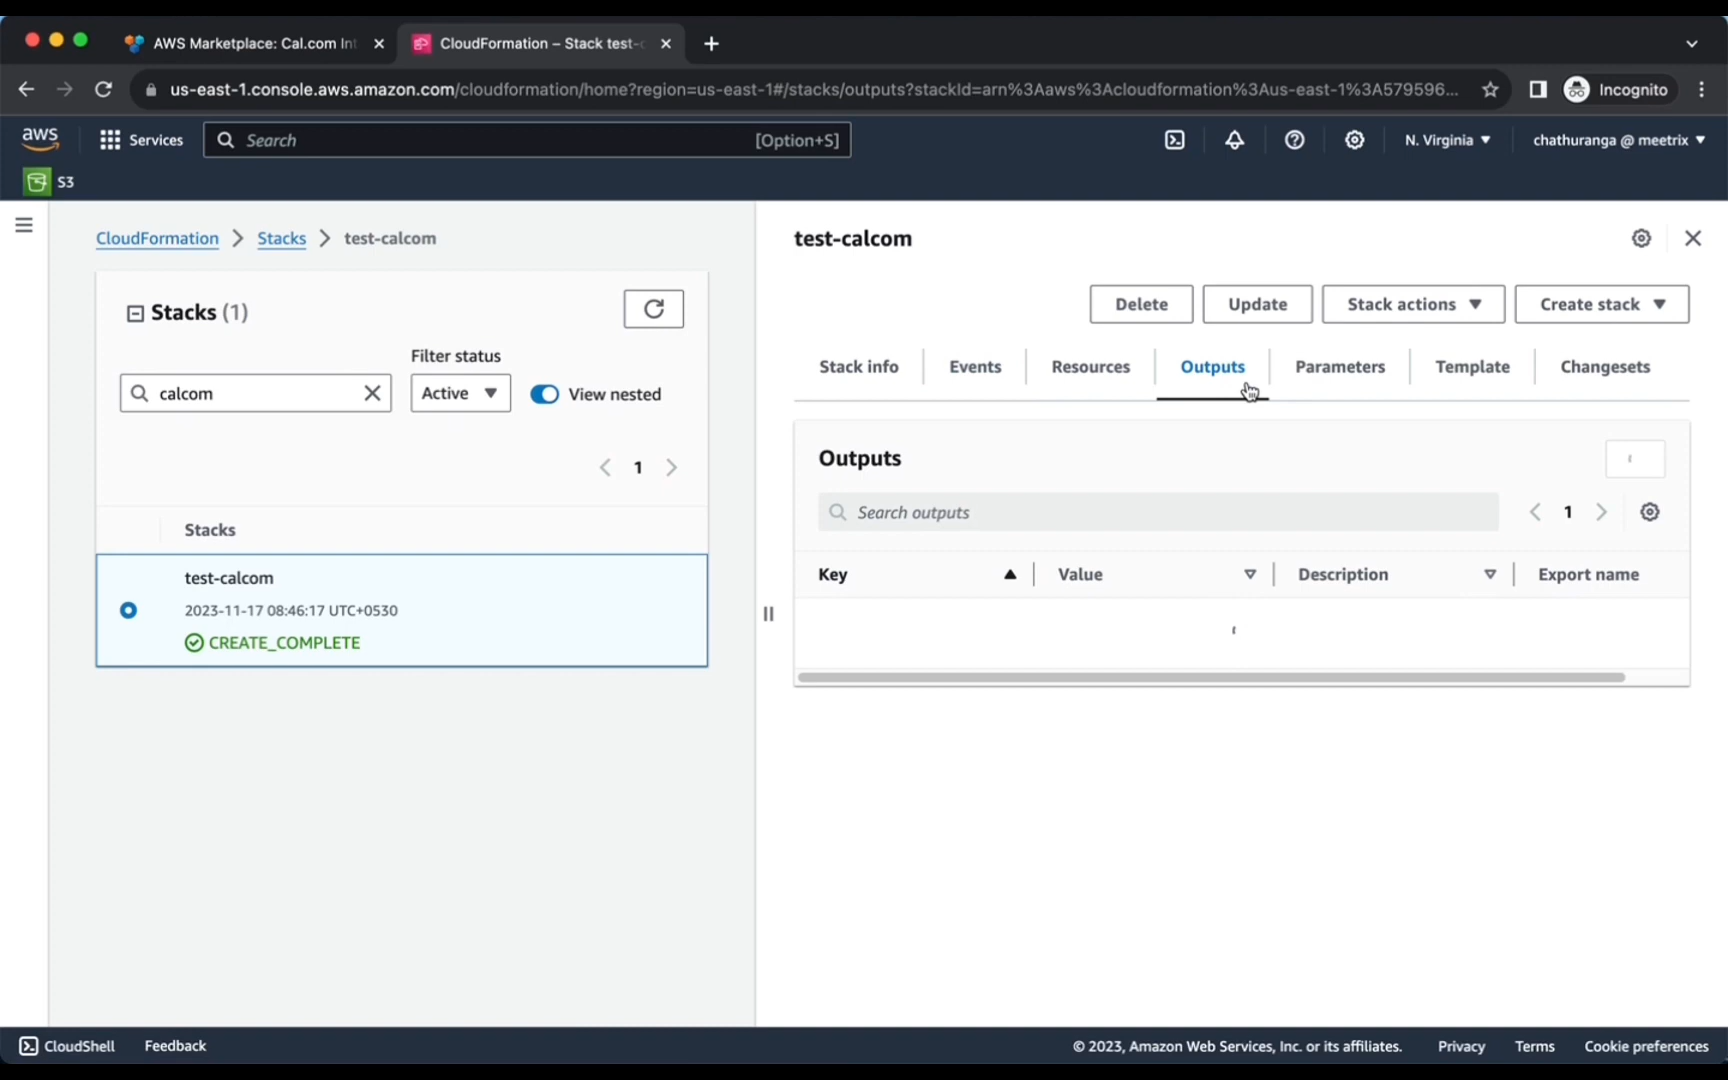 AWS Marketplace: Cal.com Int
CloudFormation – Stack test-c
us-east-1.console.aws.amazon.com/cloudformation/home?region=us-east-1#/stacks/outputs?stackId=arn%3Aaws%3Acloudformation%3Aus-east-1%3A579596...
Incognito
aws
Services
Search
[Option+S]
N. Virginia
chathuranga @ meetrix
S3
CloudFormation
Stacks
test-calcom
Stacks (1)
Filter status
calcom
Active
View nested
1
Stacks
test-calcom
2023-11-17 08:46:17 UTC+0530
CREATE_COMPLETE
test-calcom
Delete
Update
Stack actions
Create stack
Stack info
Events
Resources
Outputs
Parameters
Template
Changesets
Outputs
Search outputs
1
Key
Value
Description
Export name
CloudShell
Feedback
© 2023, Amazon Web Services, Inc. or its affiliates.
Privacy
Terms
Cookie preferences